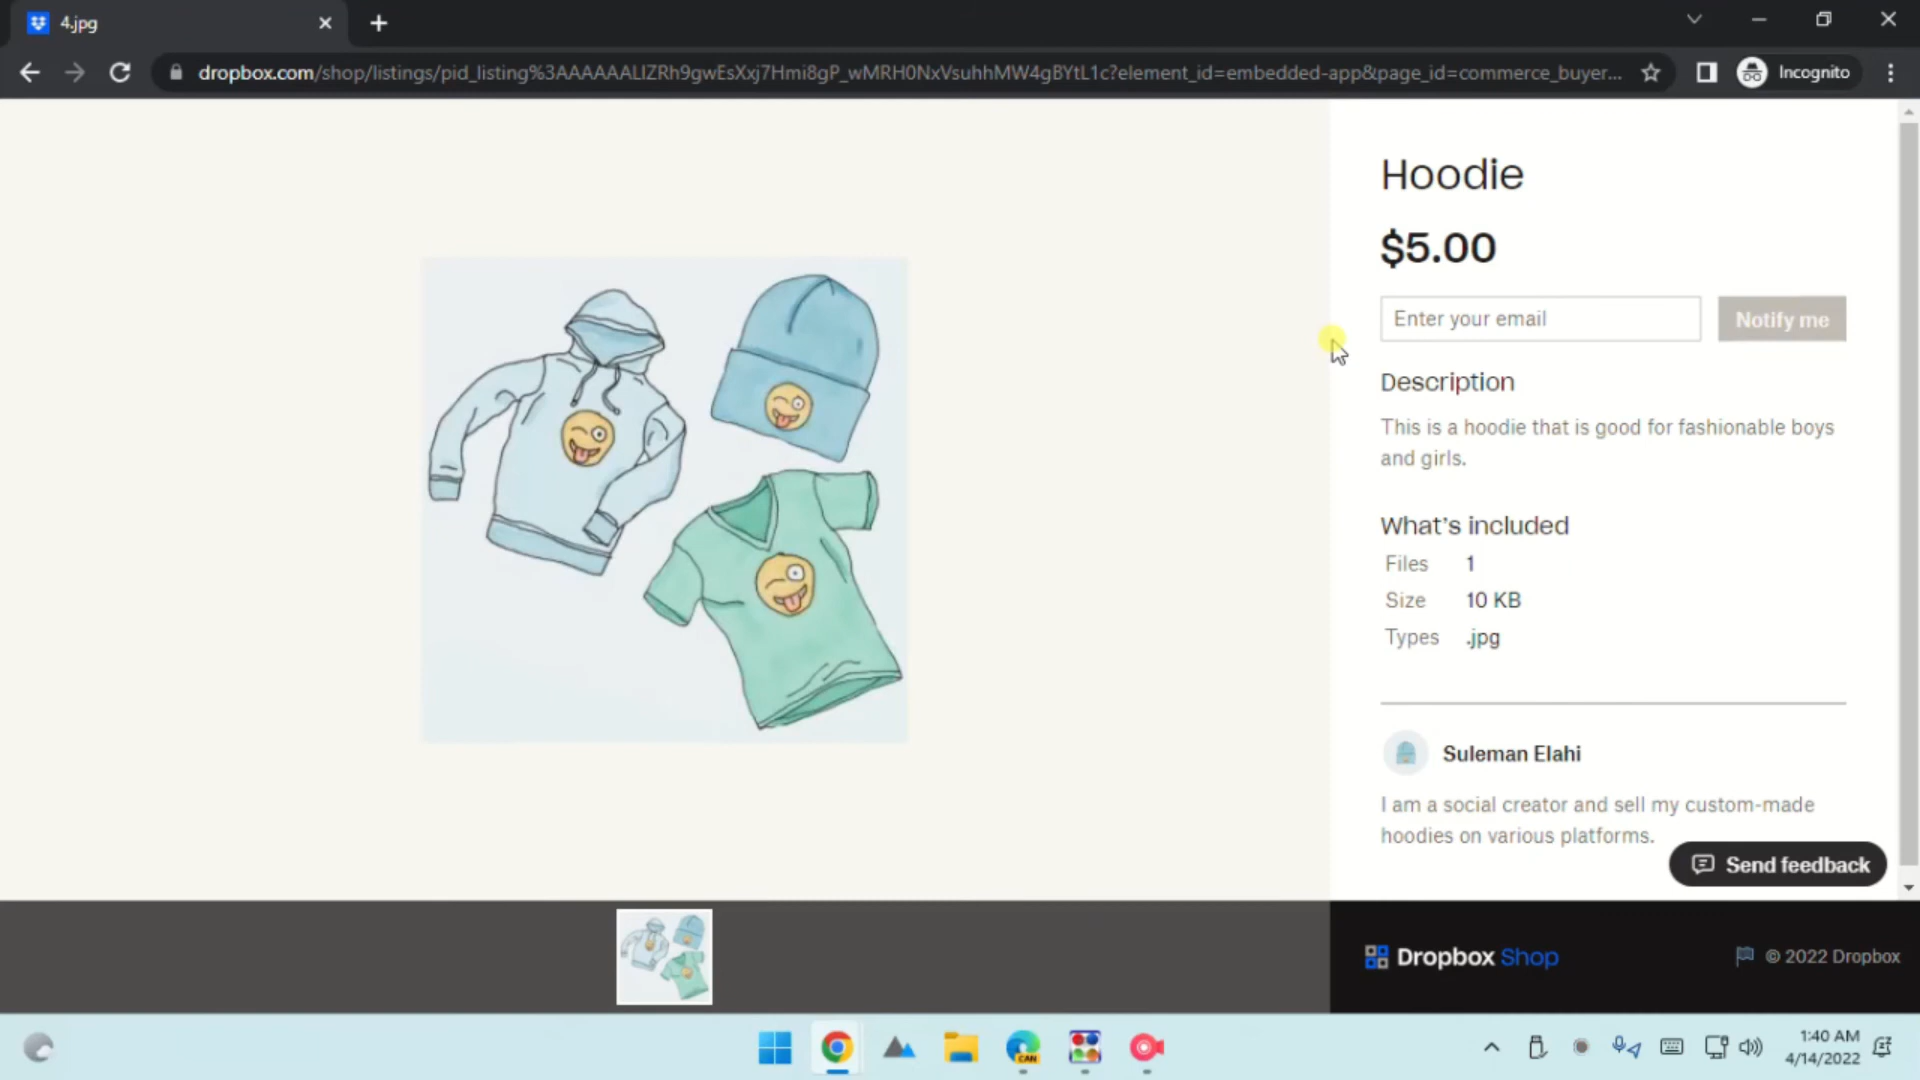 4.jpg
dropbox.com/shop/listings/pid_listing%3AAAAAAALIZRh9gwEsXxj7Hmi8gP_wMRH0NxVsuhhMW4gBYtL1c?element_id=embedded-app&page_id=commerce_buyer...
Incognito
Hoodie
$5.00
Enter your email
Notify me
Description
This is a hoodie that is good for fashionable boys
and girls.
What's included
Files 1
Size 10 KB
Types .jpg
Suleman Elahi
I am a social creator and sell my custom-made
hoodies on various platforms.
Send feedback
Dropbox Shop
© 2022 Dropbox
CAN
1:40 AM
4/14/2022